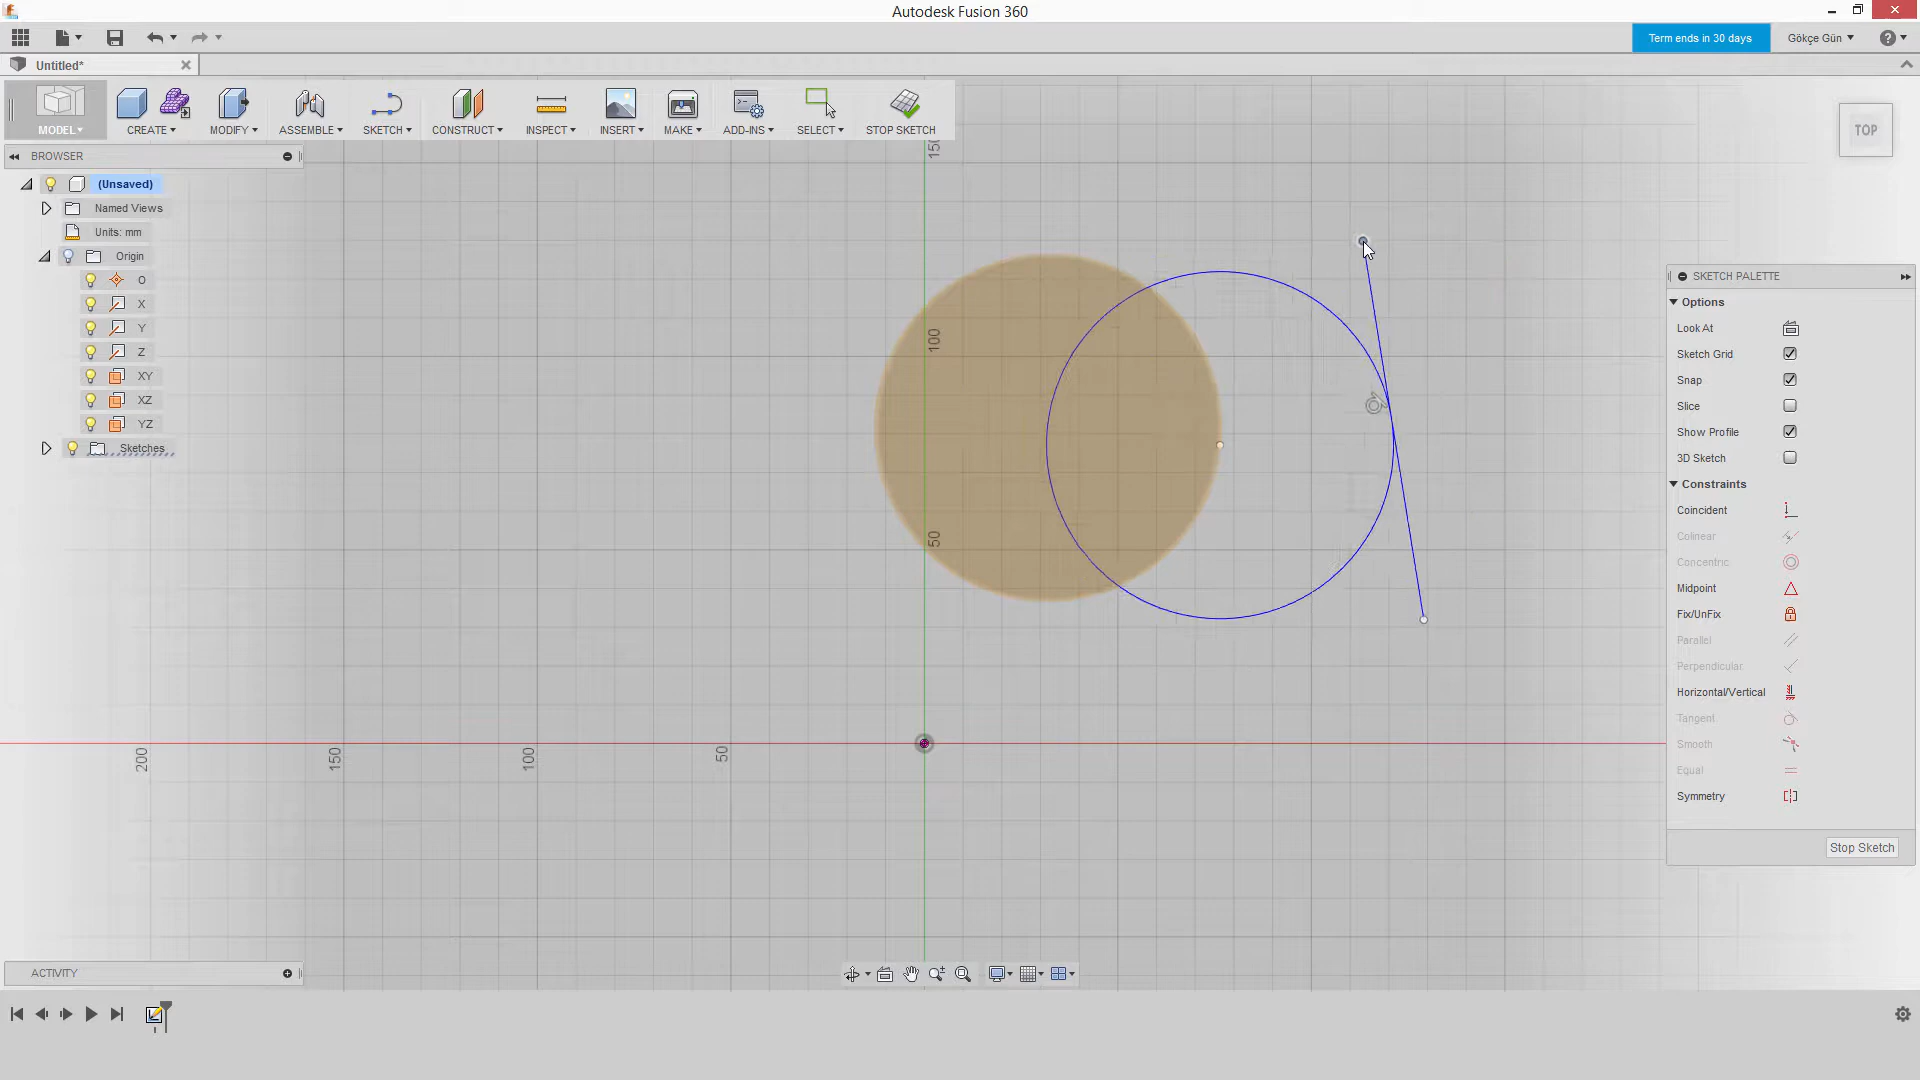 Autodesk Fusion 360
Term ends in 30 days
Gökçe Gün
Untitled*
MODEL
CREATE
MODIFY
ASSEMBLE
SKETCH
CONSTRUCT
INSPECT
INSERT
MAKE
ADD-INS
SELECT
STOP SKETCH
TOP
BROWSER
(Unsaved)
Named Views
Units: mm
Origin
O
X
Y
Z
XY
XZ
YZ
Sketches
150
100
50
200
150
100
50
SKETCH PALETTE
Options
Look At
Sketch Grid
Snap
Slice
Show Profile
3D Sketch
Constraints
Coincident
Colinear
Concentric
Midpoint
Fix/UnFix
Parallel
Perpendicular
Horizontal/Vertical
Tangent
Smooth
Equal
Symmetry
Stop Sketch
ACTIVITY